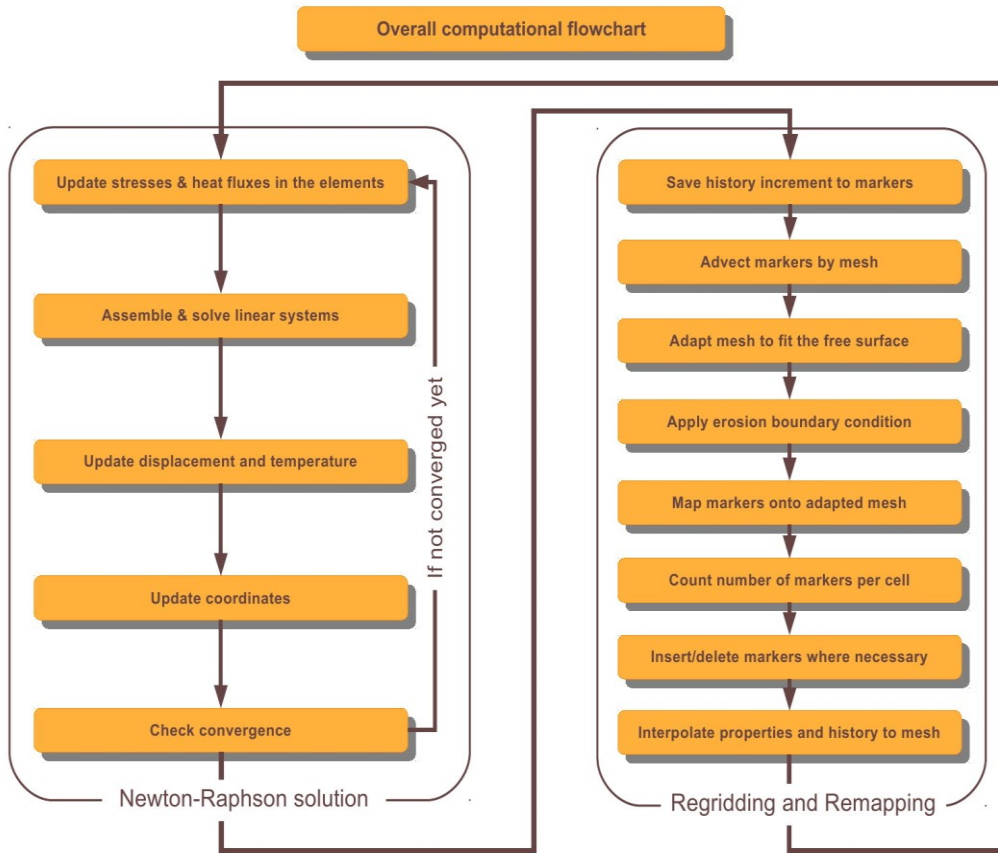 Overall computational flowchart
Update stresses & heat fluxes in the elements
Assemble & solve linear systems
Update displacement and temperature
Update coordinates
Check convergence
If not converged yet
Newton-Raphson solution
Save history increment to markers
Advect markers by mesh
Adapt mesh to fit the free surface
Apply erosion boundary condition
Map markers onto adapted mesh
Count number of markers per cell
Insert/delete markers where necessary
Interpolate properties and history to mesh
Regridding and Remapping